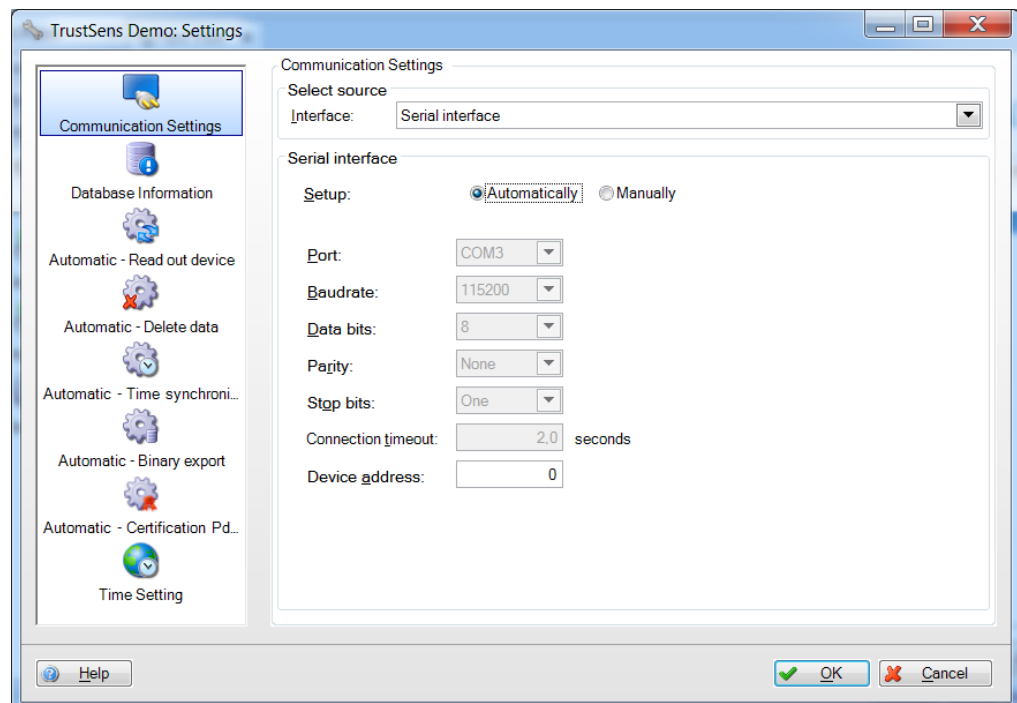 TrustSens Demo: Settings
Communication Settings
Database Information
Automatic - Read out device
Automatic - Delete data
Automatic - Time synchroni...
Automatic - Binary export
Automatic - Certification Pd...
Time Setting
Communication Settings
Select source
Interface: Serial interface
Serial interface
Setup: Automatically Manually
Port: COM3
Baudrate: 115200
Data bits: 8
Parity: None
Stop bits: One
Connection timeout: 2,0 seconds
Device address: 0
Help OK Cancel